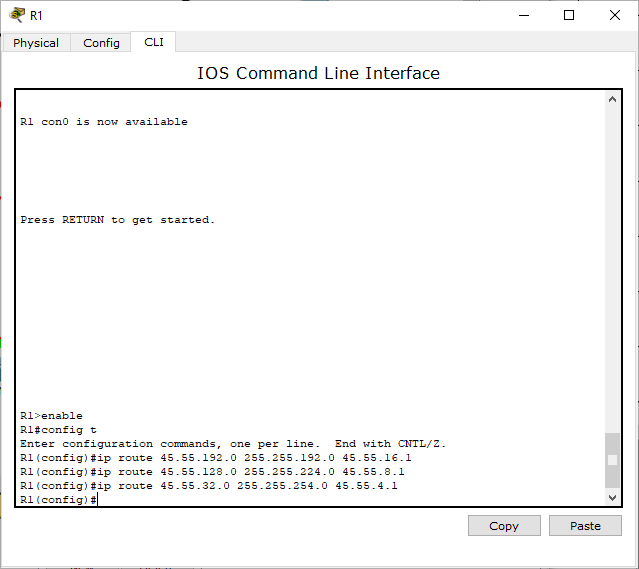 R1
Physical Config CLI
IOS Command Line Interface
R1 con0 is now available
Press RETURN to get started.
R1>enable
R1#config t
Enter configuration commands, one per line.  End with CNTL/Z.
R1(config)#ip route 45.55.192.0 255.255.192.0 45.55.16.1
R1(config)#ip route 45.55.128.0 255.255.224.0 45.55.8.1
R1(config)#ip route 45.55.32.0 255.255.254.0 45.55.4.1
R1(config)#
Copy Paste